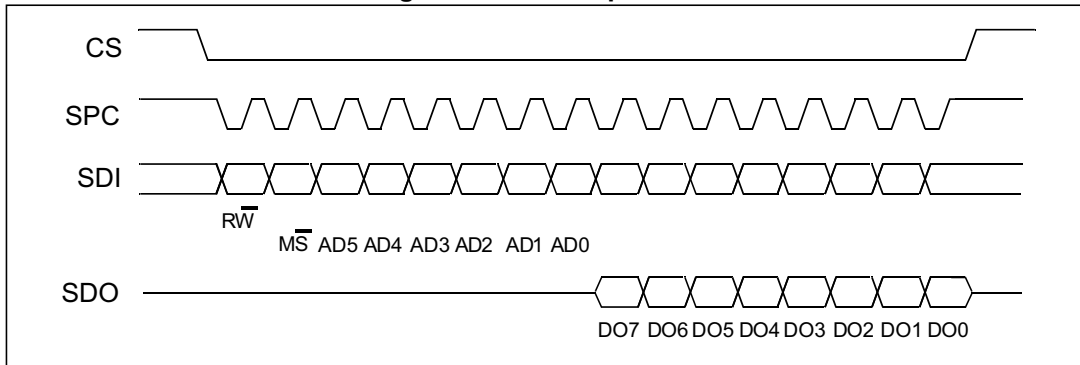 CS
SPC
SDI
RW̅
MS̅ AD5 AD4 AD3 AD2 AD1 AD0
SDO
DO7 DO6 DO5 DO4 DO3 DO2 DO1 DO0